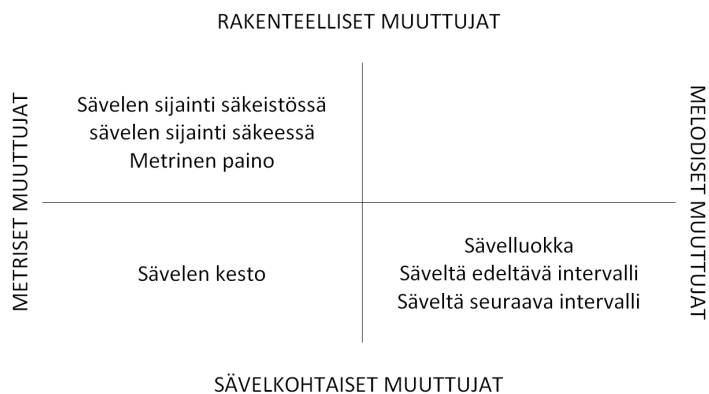 RAKENTEELLISET MUUTTUJAT
METRISET MUUTTUJAT
Sävelen sijainti säkeistössä
sävelen sijainti säkeessä
Metrinen paino
MELODISET MUUTTUJAT
Sävelen kesto
Sävelluokka
Säveltä edeltävä intervalli
Säveltä seuraava intervalli
SÄVELKOHTAISET MUUTTUJAT